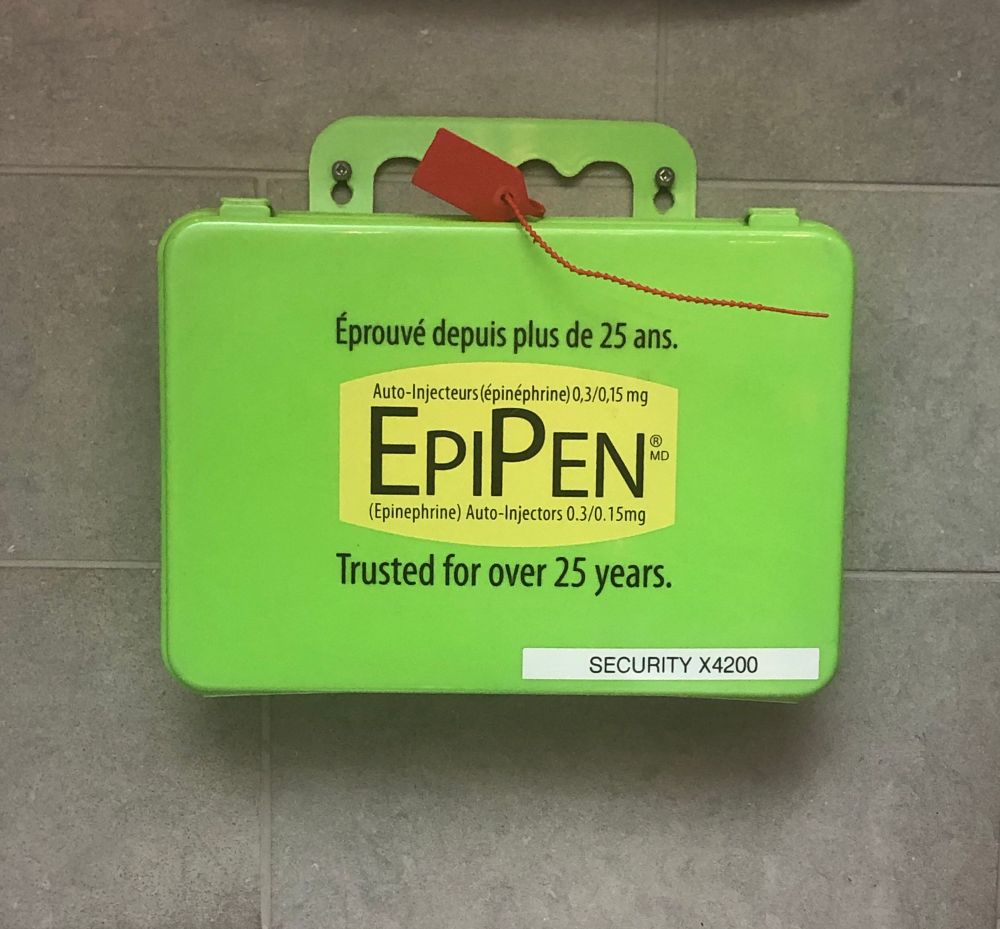 Éprouvé depuis plus de 25 ans.
Auto-Injecteurs (épinéphrine) 0,3/0,15 mg
EPIPEN® MD
(Epinephrine) Auto-Injectors 0.3/0.15mg
Trusted for over 25 years.
SECURITY X4200